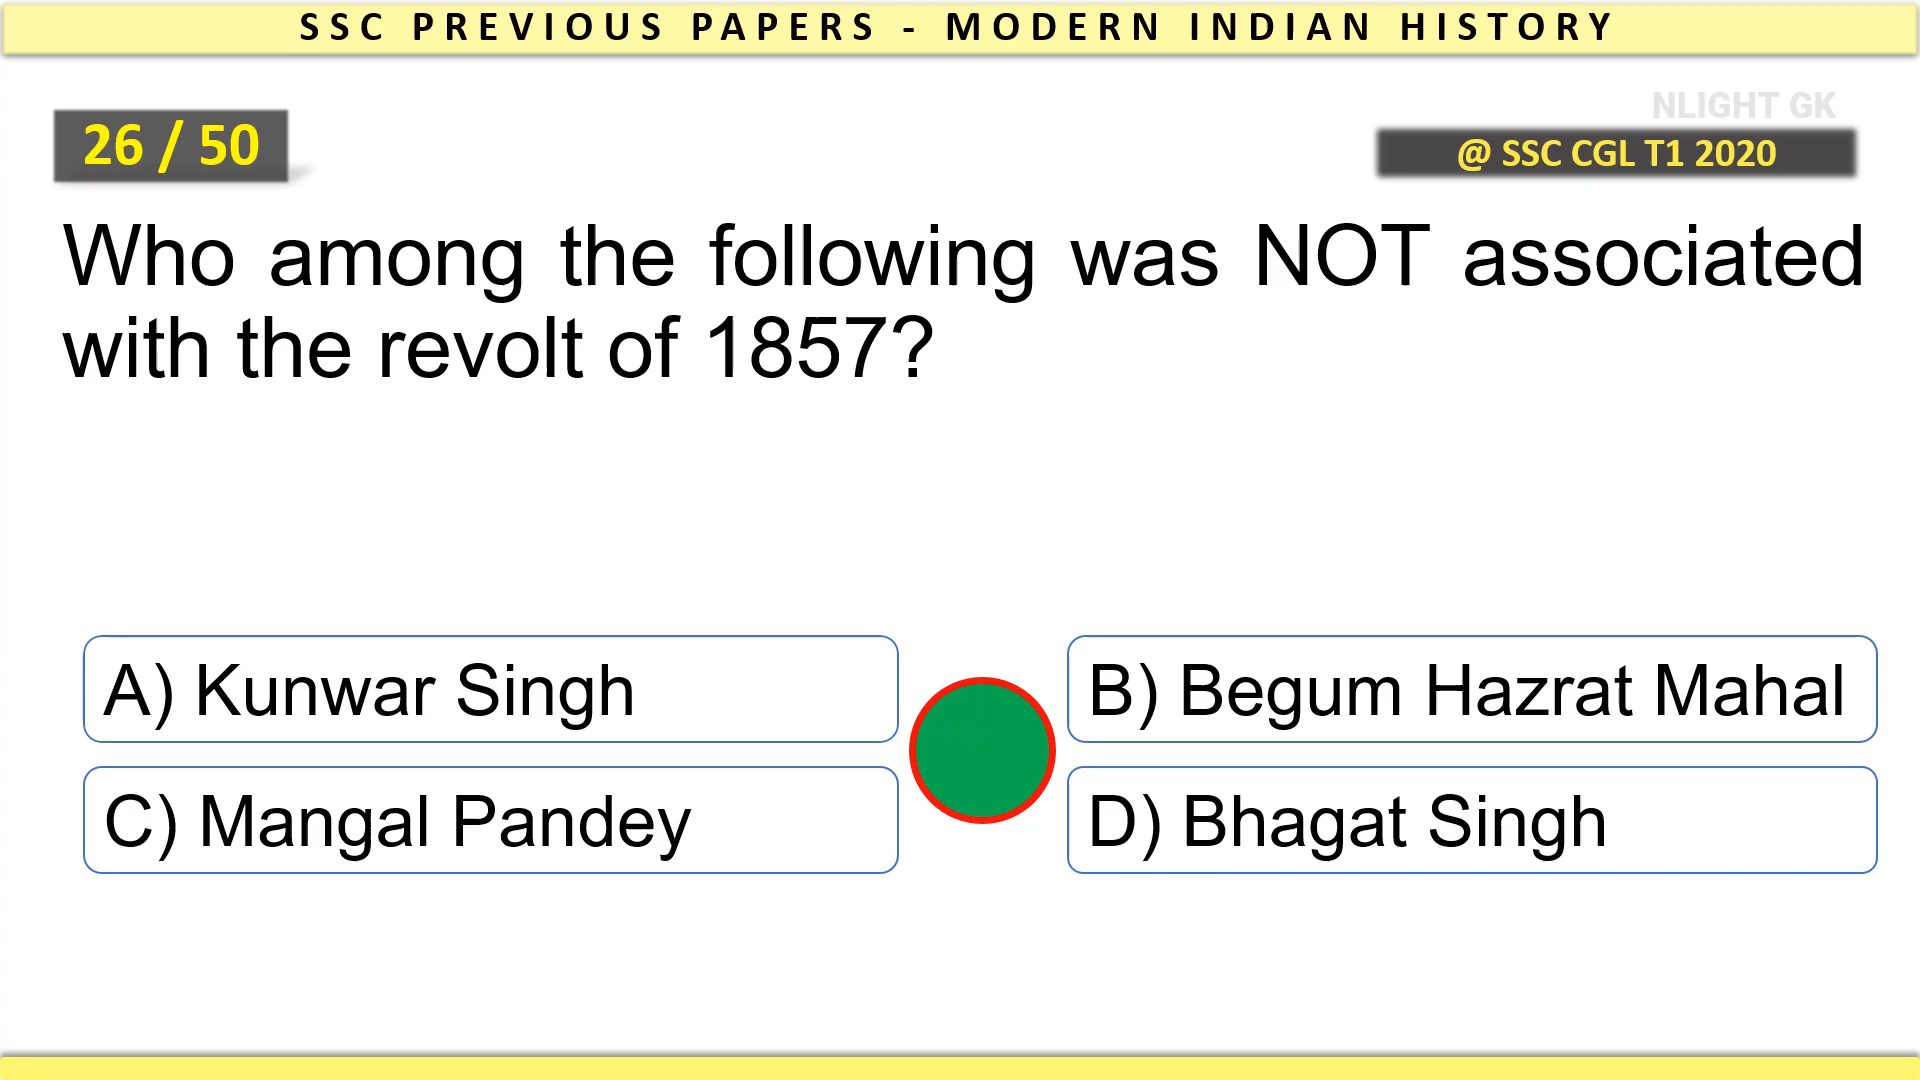 SSC PREVIOUS PAPERS - MODERN INDIAN HISTORY
NLIGHT GK
26 / 50
@ SSC CGL T1 2020
Who among the following was NOT associated
with the revolt of 1857?
A) Kunwar Singh
B) Begum Hazrat Mahal
C) Mangal Pandey
D) Bhagat Singh